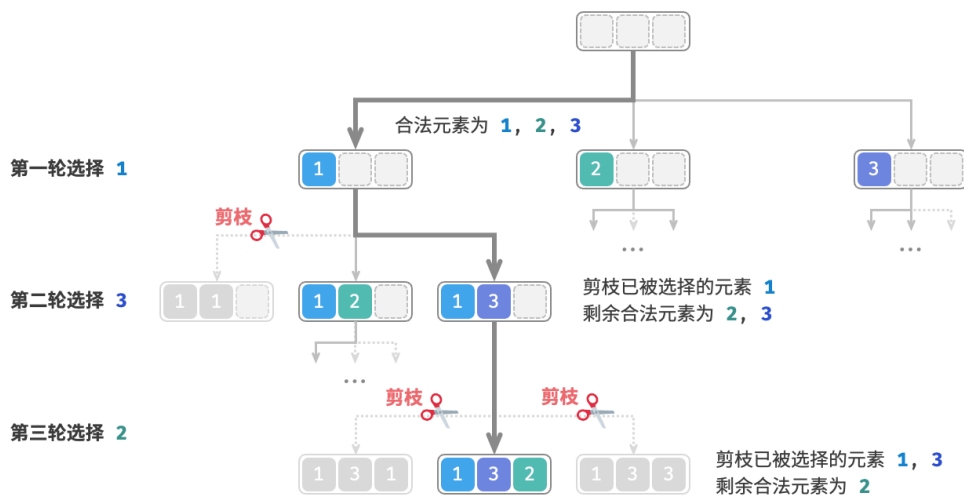 合法元素为 1, 2, 3
第一轮选择 1
1
2
3
剪枝
...
...
第二轮选择 3
1 1
1 2
1 3
剪枝已被选择的元素 1
剩余合法元素为 2, 3
...
剪枝
剪枝
第三轮选择 2
1 3 1
1 3 2
1 3 3
剪枝已被选择的元素 1, 3
剩余合法元素为 2